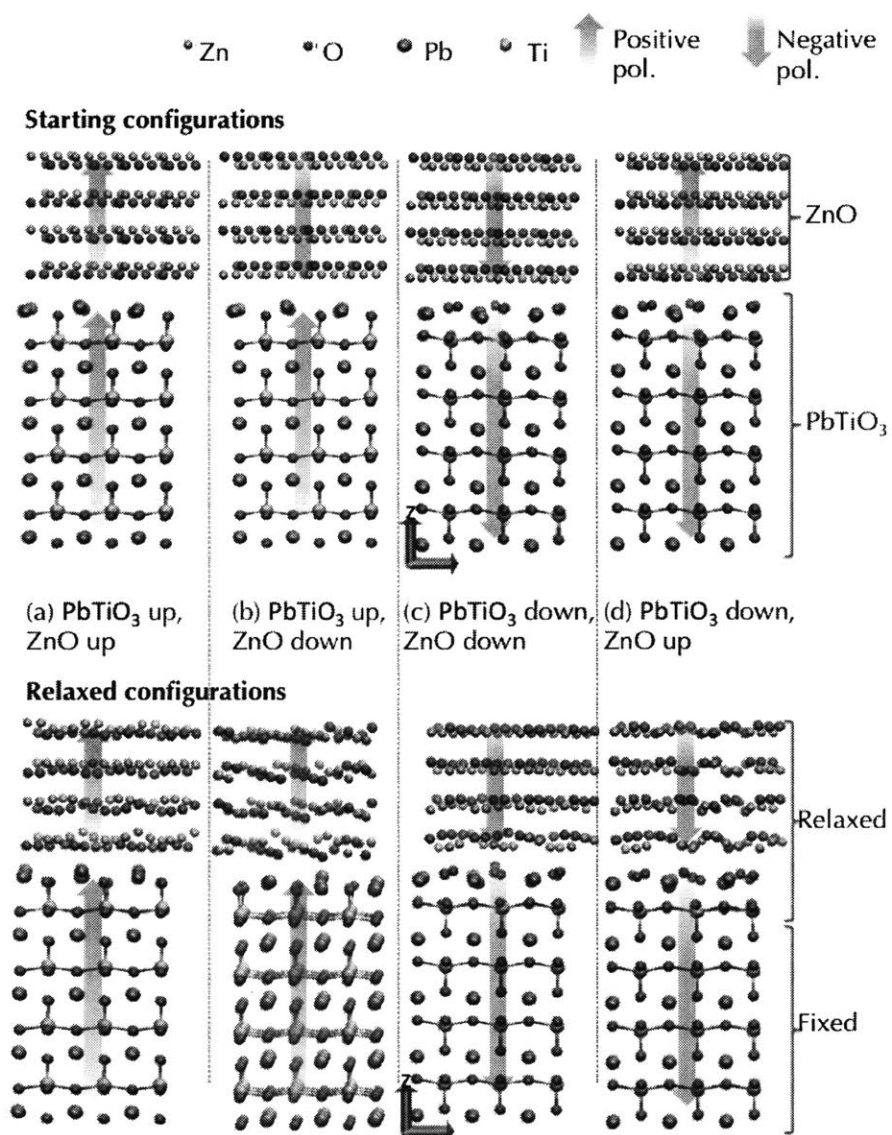 Zn O Pb Ti Positive pol. Negative pol.
Starting configurations
ZnO
PbTiO₃
Z
(a) PbTiO₃ up, ZnO up
(b) PbTiO₃ up, ZnO down
(c) PbTiO₃ down, ZnO down
(d) PbTiO₃ down, ZnO up
Relaxed configurations
Relaxed
Fixed
Z